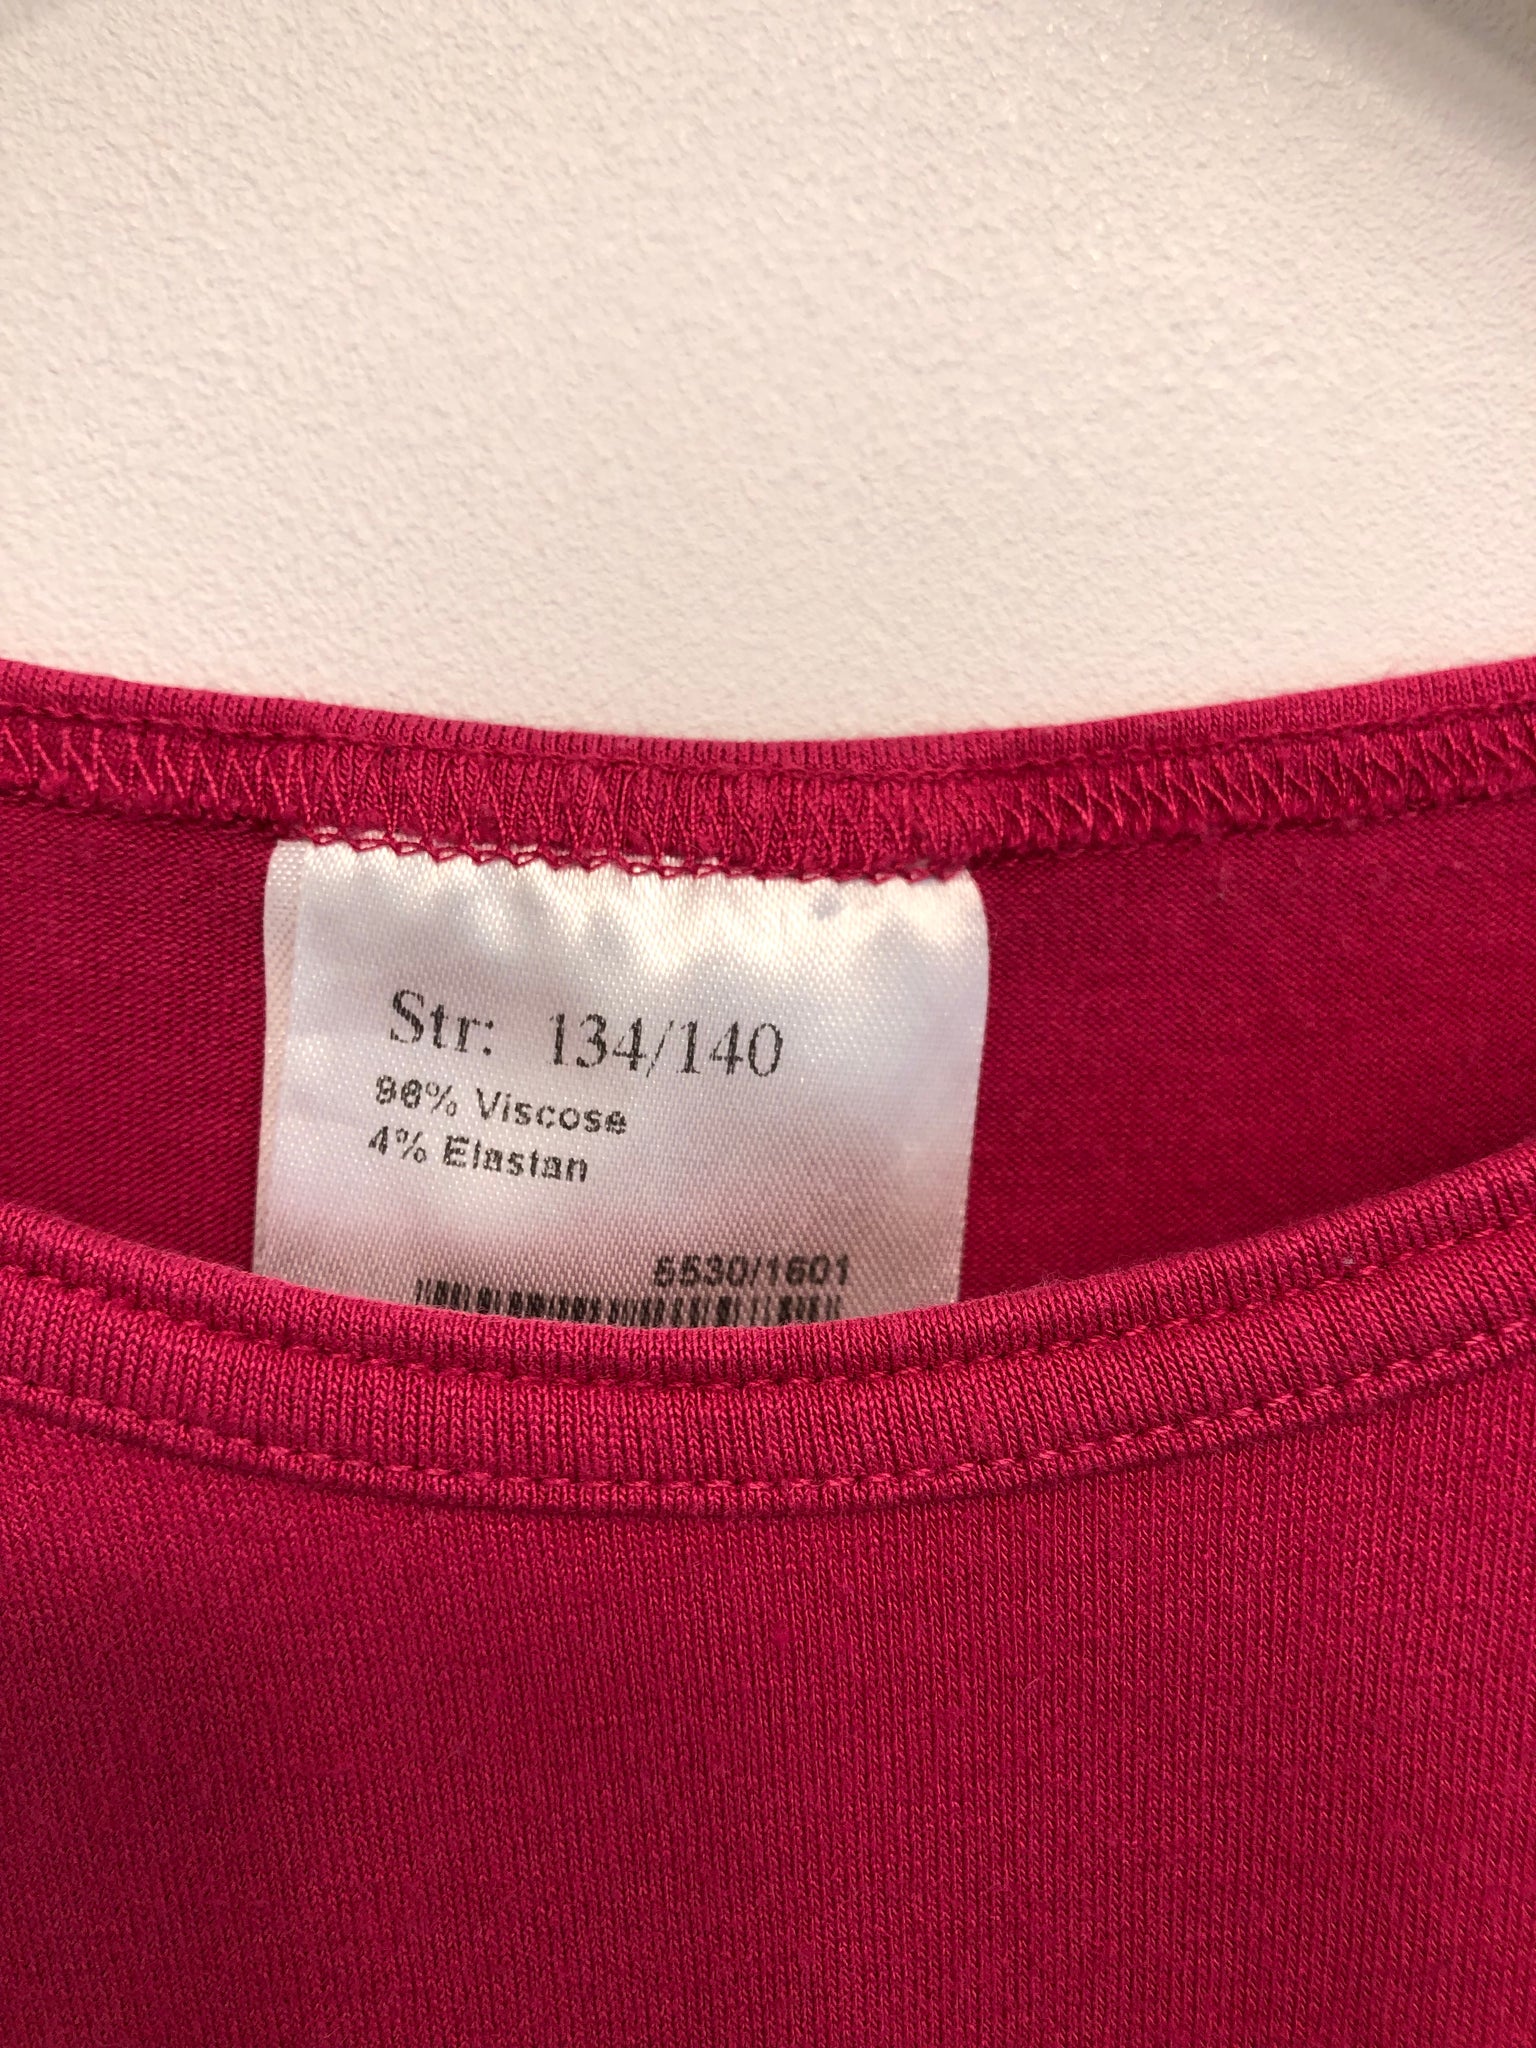 Str: 134/140
96% Viscose
4% Elastan
5530/1601